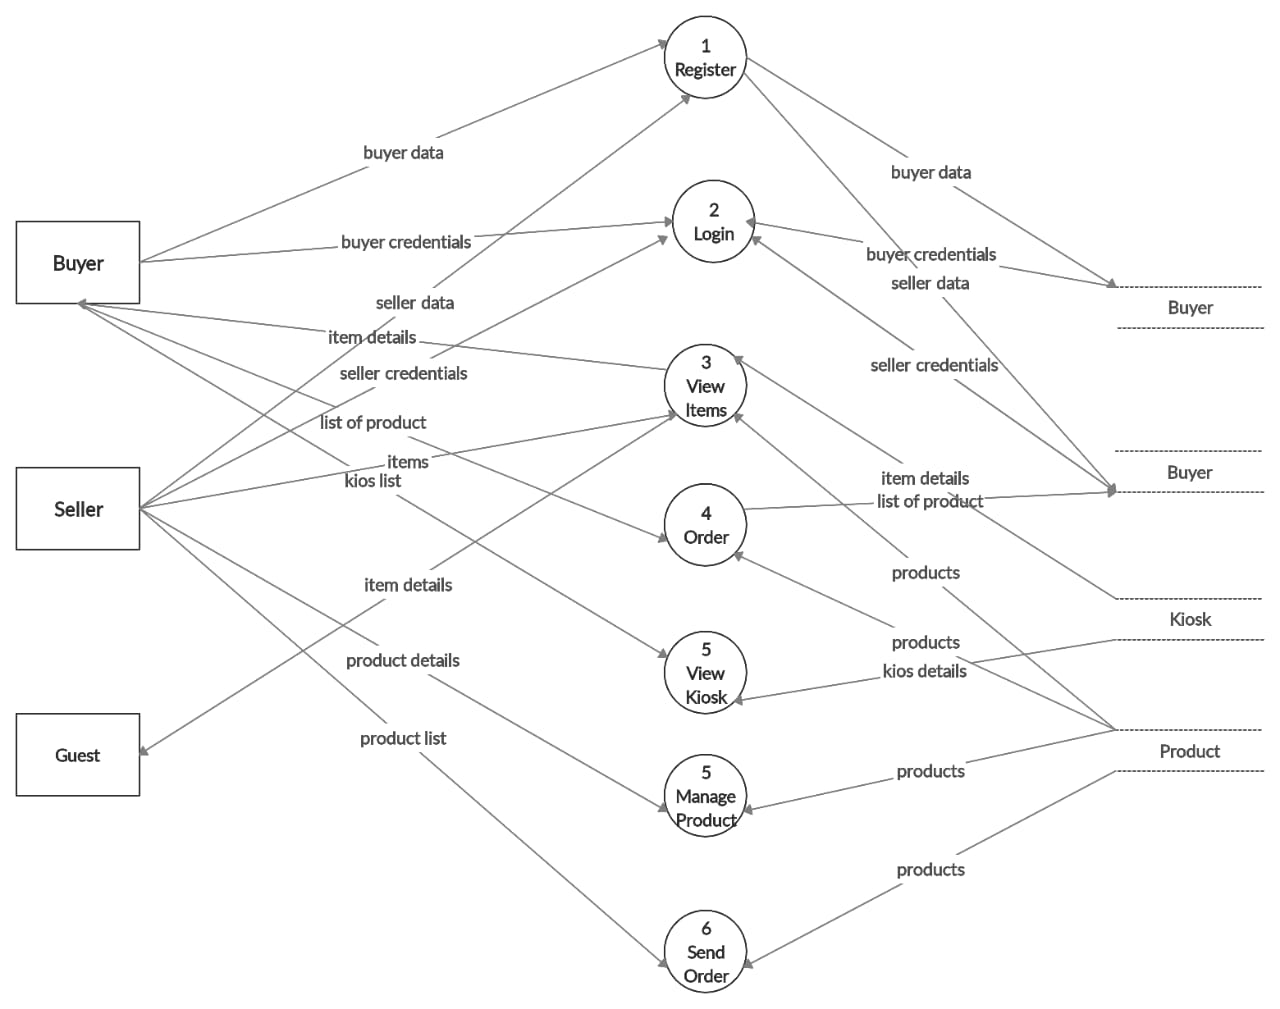 1
Register
buyer data
buyer data
2
Login
buyer credentials
buyer credentials
Buyer
seller data
seller data
Buyer
item details
seller credentials
seller credentials
3
View
Items
list of product
items
kios list
Seller
item details
list of product
Buyer
4
Order
products
item details
Kiosk
products
kios details
5
View
Kiosk
product details
product list
Guest
Product
products
5
Manage
Product
products
6
Send
Order